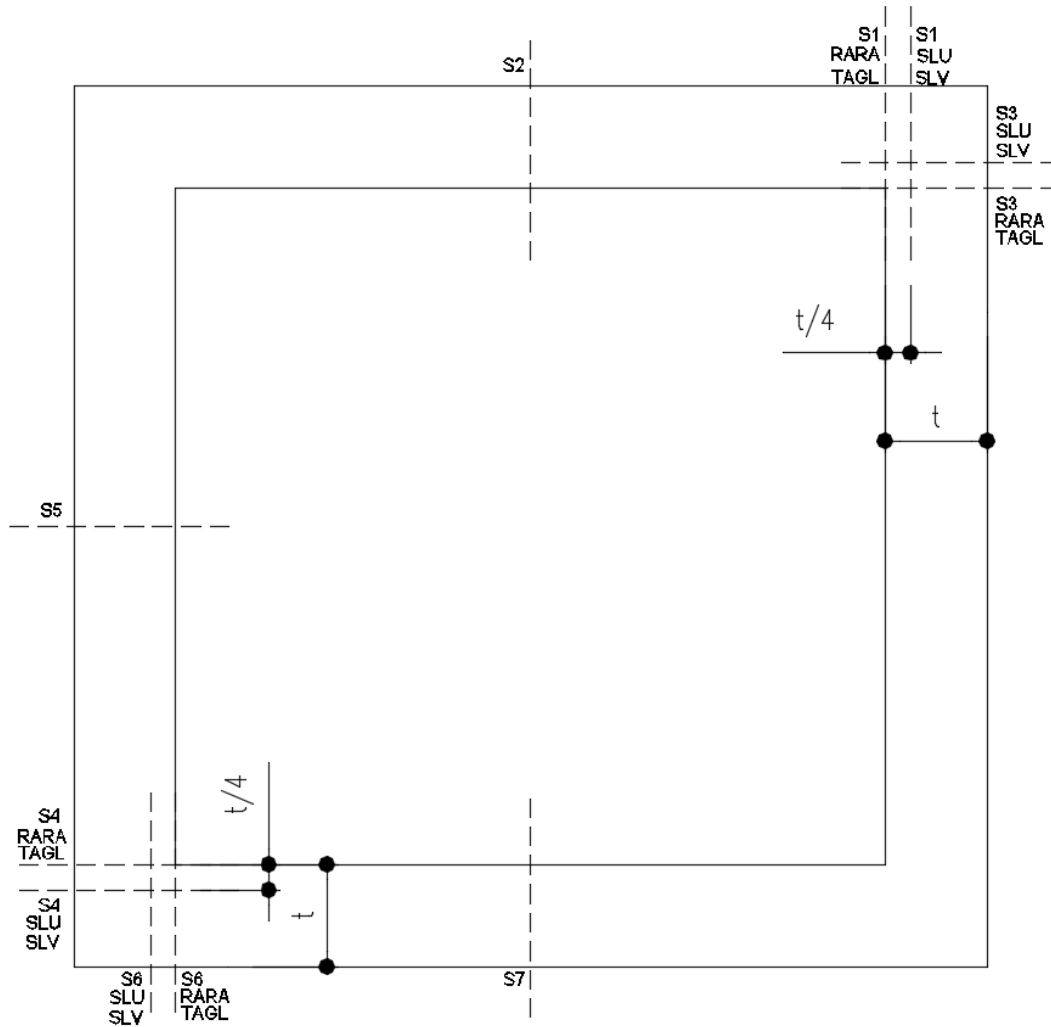 S1
RARA
TAGL
S1
SLU
SLV
S2
S3
SLU
SLV
S3
RARA
TAGL
t/4
t
S5
t/4
S4
RARA
TAGL
S4
SLU
SLV
t
S6
SLU
SLV
S6
RARA
TAGL
S7